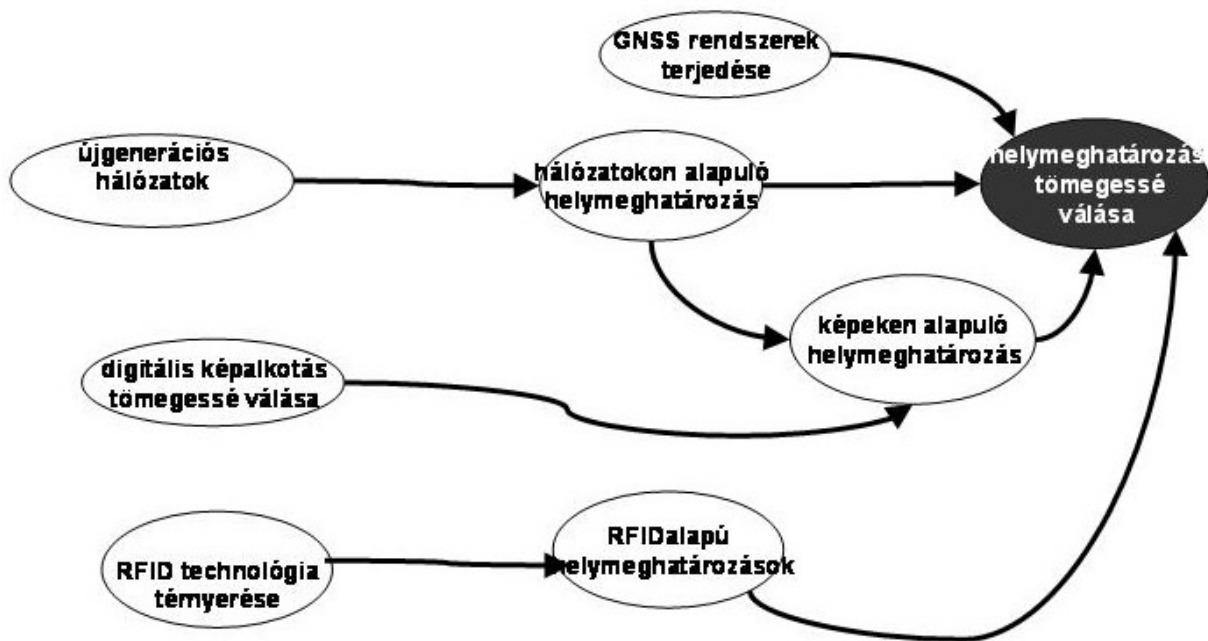 GNSS rendszerek
terjedése
újgenerációs
hálózatok
hálózatokon alapuló
helymeghatározás
helymeghatározás
tömegessé
válása
képeken alapuló
helymeghatározás
digitális képalkotás
tömegessé válása
RFID technológia
térnyerése
RFIDalapú
helymeghatározások